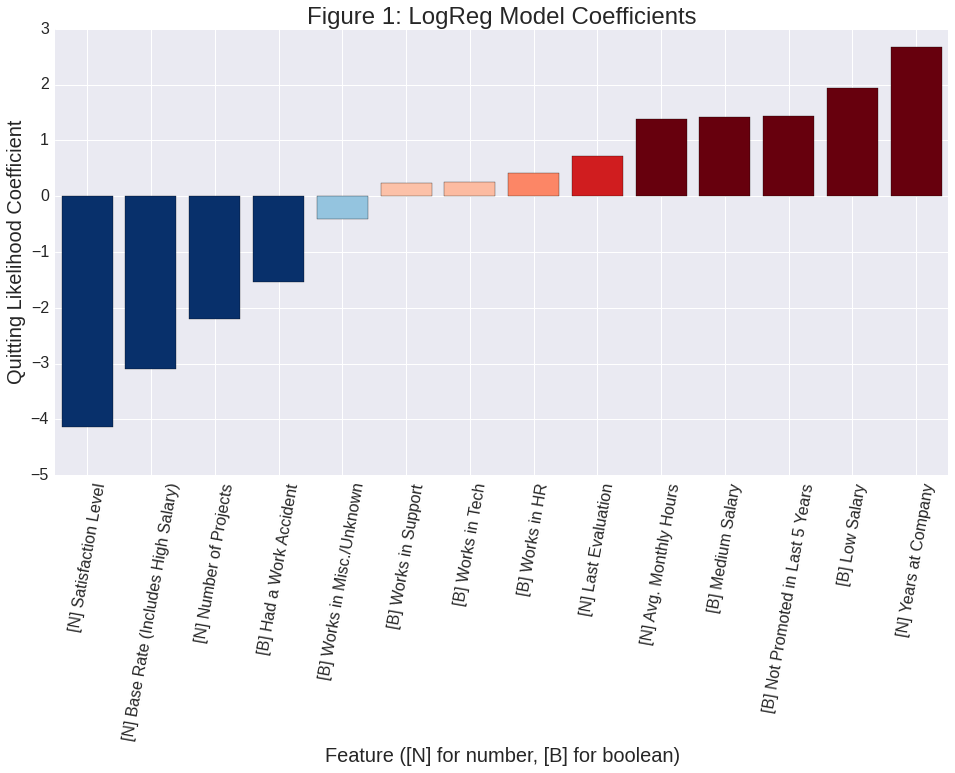 Figure 1: LogReg Model Coefficients
Quitting Likelihood Coefficient
3
2
1
0
−1
−2
−3
−4
−5
[N] Satisfaction Level
[N] Base Rate (Includes High Salary)
[N] Number of Projects
[B] Had a Work Accident
[B] Works in Misc./Unknown
[B] Works in Support
[B] Works in Tech
[B] Works in HR
[N] Last Evaluation
[N] Avg. Monthly Hours
[B] Medium Salary
[B] Not Promoted in Last 5 Years
[B] Low Salary
[N] Years at Company
Feature ([N] for number, [B] for boolean)